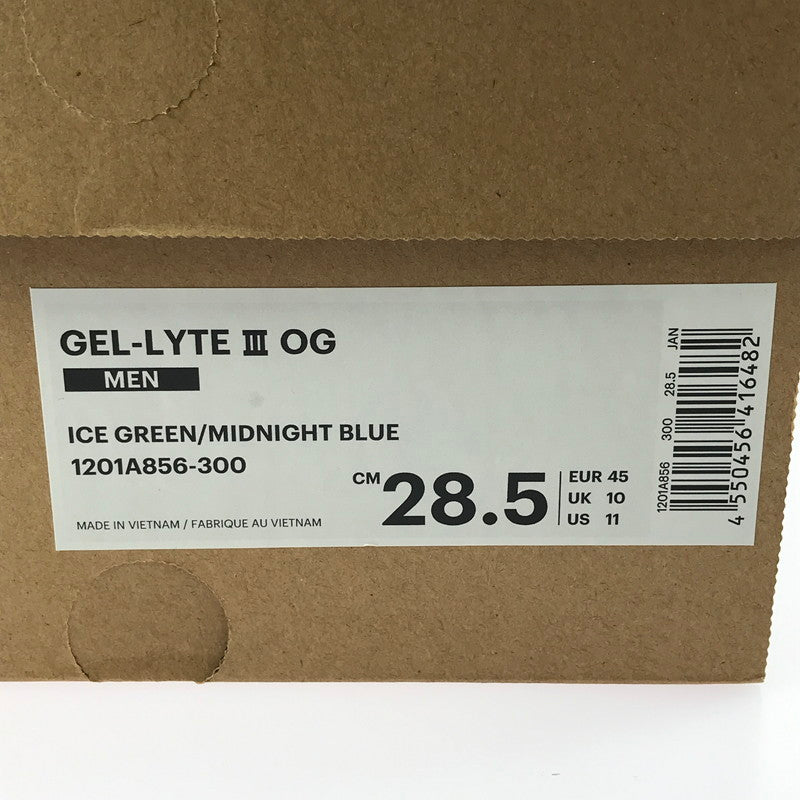 GEL-LYTE III OG
MEN
ICE GREEN/MIDNIGHT BLUE
1201A856-300
MADE IN VIETNAM / FABRIQUE AU VIETNAM
CM 28.5
EUR 45
UK 10
US 11
1201A856 300 28.5 JAN
4 550456 416482